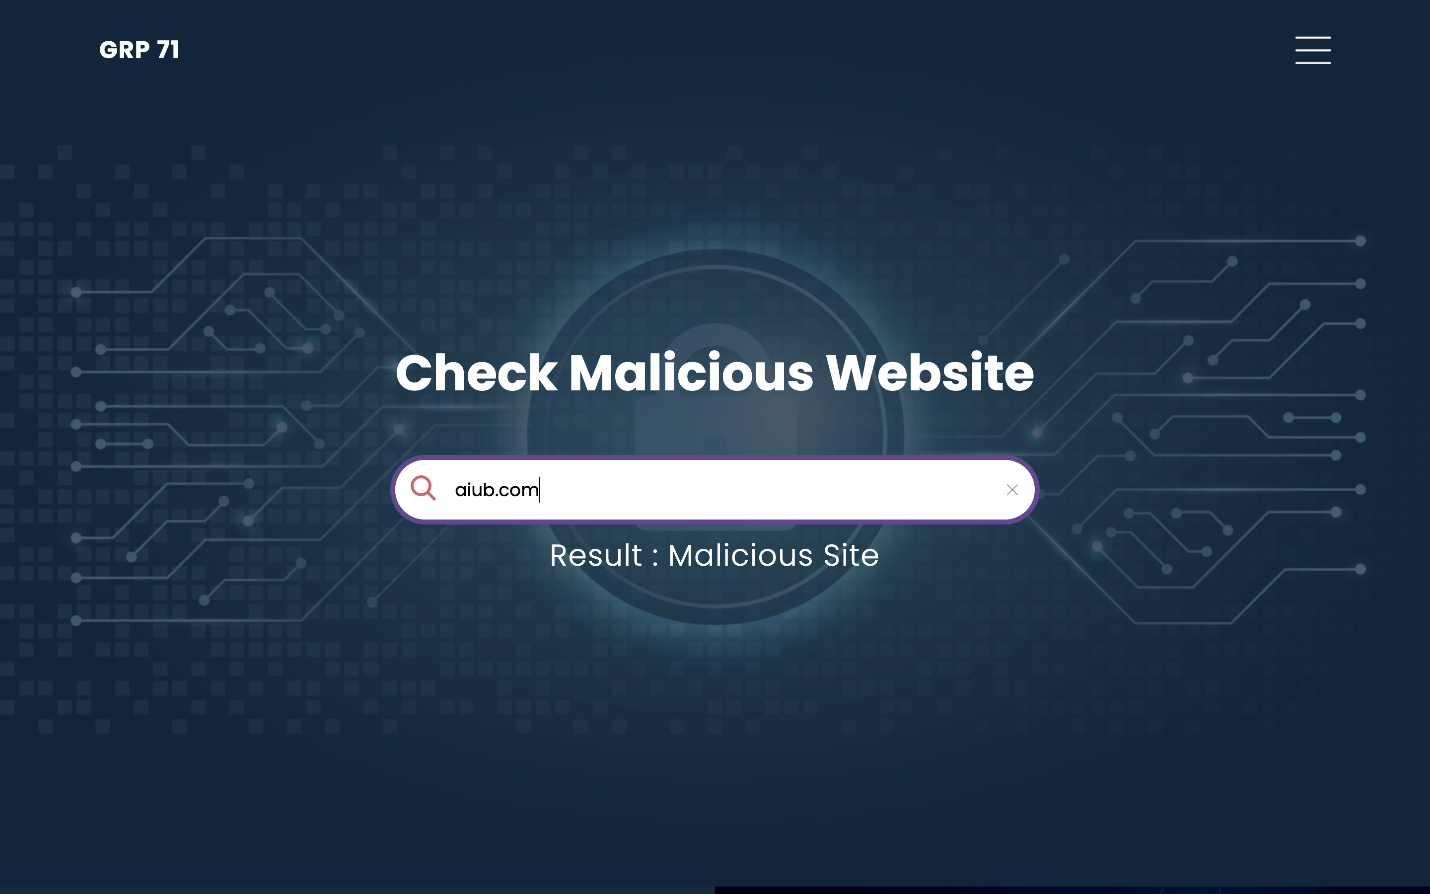 GRP 71
Check Malicious Website
aiub.com
Result : Malicious Site